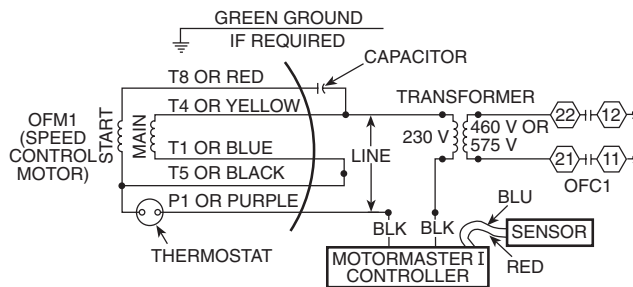 GREEN GROUND
IF REQUIRED
CAPACITOR
T8 OR RED
T4 OR YELLOW
TRANSFORMER
OFM1
(SPEED
CONTROL
MOTOR)
START
MAIN
230 V
460 V OR
575 V
22
12
T1 OR BLUE
LINE
21
11
T5 OR BLACK
OFC1
P1 OR PURPLE
BLU
BLK
BLK
SENSOR
THERMOSTAT
RED
MOTORMASTER I
CONTROLLER